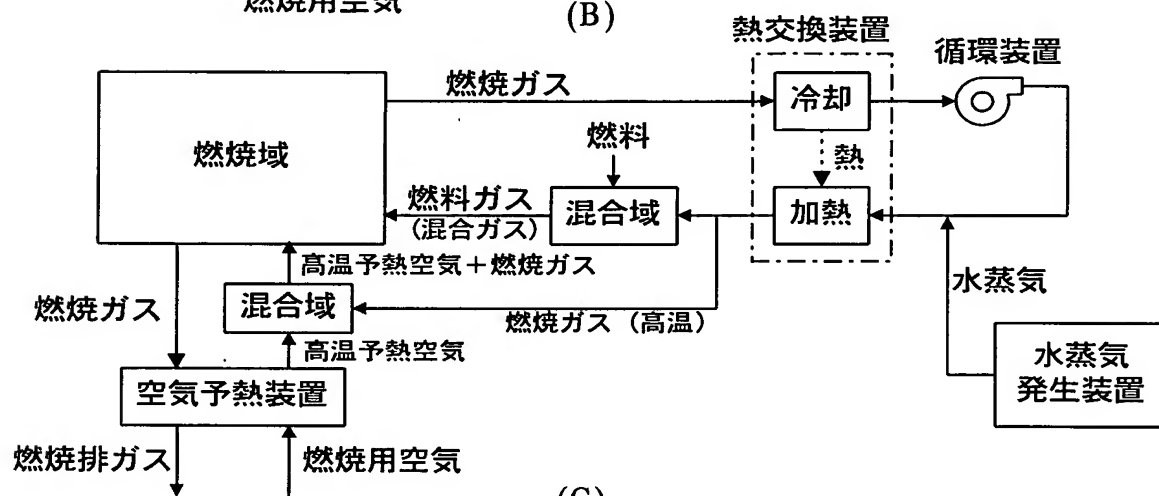 燃焼用空気
(B)
熱交換装置
循環装置
燃焼ガス
冷却
燃料
熱
燃焼域
燃料ガス
(混合ガス)
混合域
加熱
高温予熱空気+燃焼ガス
水蒸気
燃焼ガス
混合域
燃焼ガス (高温)
高温予熱空気
水蒸気
発生装置
空気予熱装置
燃焼排ガス
燃焼用空気
(C)